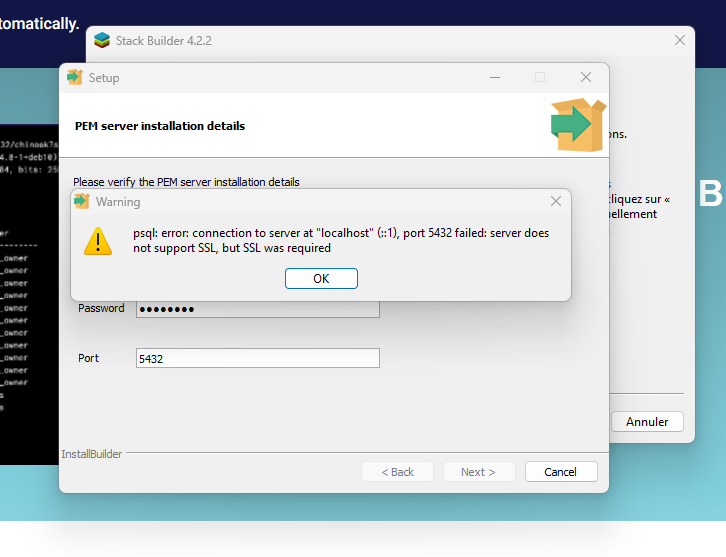 tomatically.
Stack Builder 4.2.2
Setup
PEM server installation details
ons.
32/chinook?s
4.8-1+deb10)
84, bits: 25
Please verify the PEM server installation details
s
cliquez sur «
uellement
B
Warning
psql: error: connection to server at "localhost" (::1), port 5432 failed: server does
not support SSL, but SSL was required
OK
er
--------
_owner
_owner
_owner
_owner
_owner
_owner
_owner
_owner
_owner
_owner
_owner
s
Password
●●●●●●●●
Port
5432
Annuler
InstallBuilder
< Back
Next >
Cancel